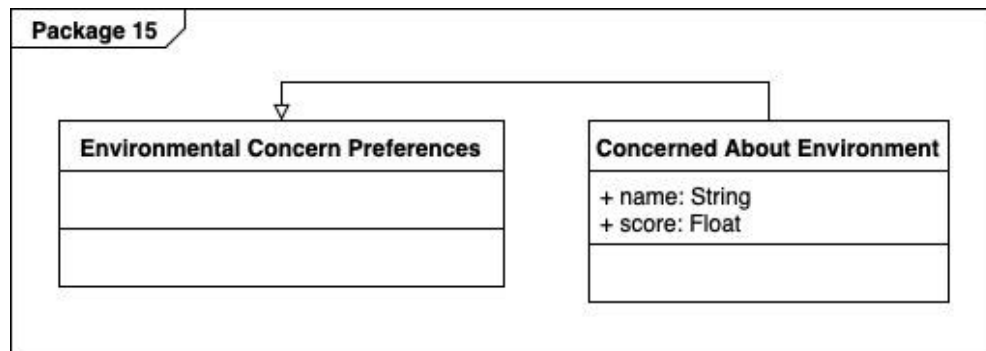 Package 15
Environmental Concern Preferences
Concerned About Environment
+ name: String
+ score: Float